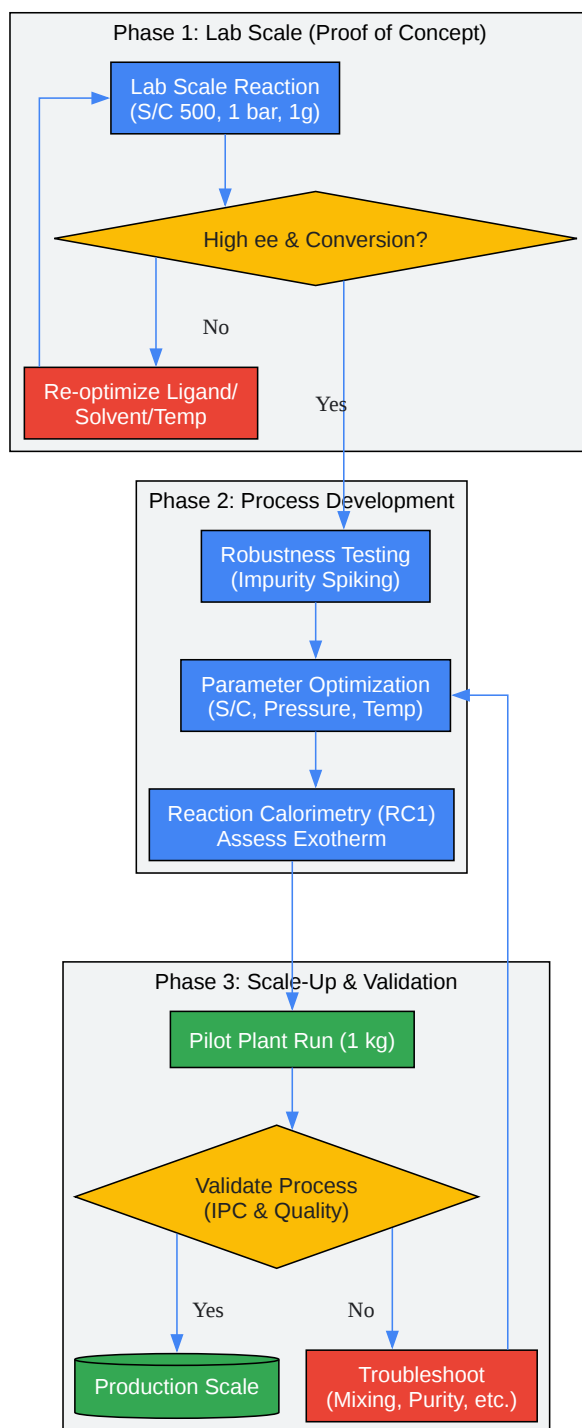 Phase 1: Lab Scale (Proof of Concept)
Lab Scale Reaction
(S/C 500, 1 bar, 1g)
High ee & Conversion?
No
Re-optimize Ligand/
Solvent/Temp
Yes
Phase 2: Process Development
Robustness Testing
(Impurity Spiking)
Parameter Optimization
(S/C, Pressure, Temp)
Reaction Calorimetry (RC1)
Assess Exotherm
Phase 3: Scale-Up & Validation
Pilot Plant Run (1 kg)
Validate Process
(IPC & Quality)
Yes
No
Production Scale
Troubleshoot
(Mixing, Purity, etc.)